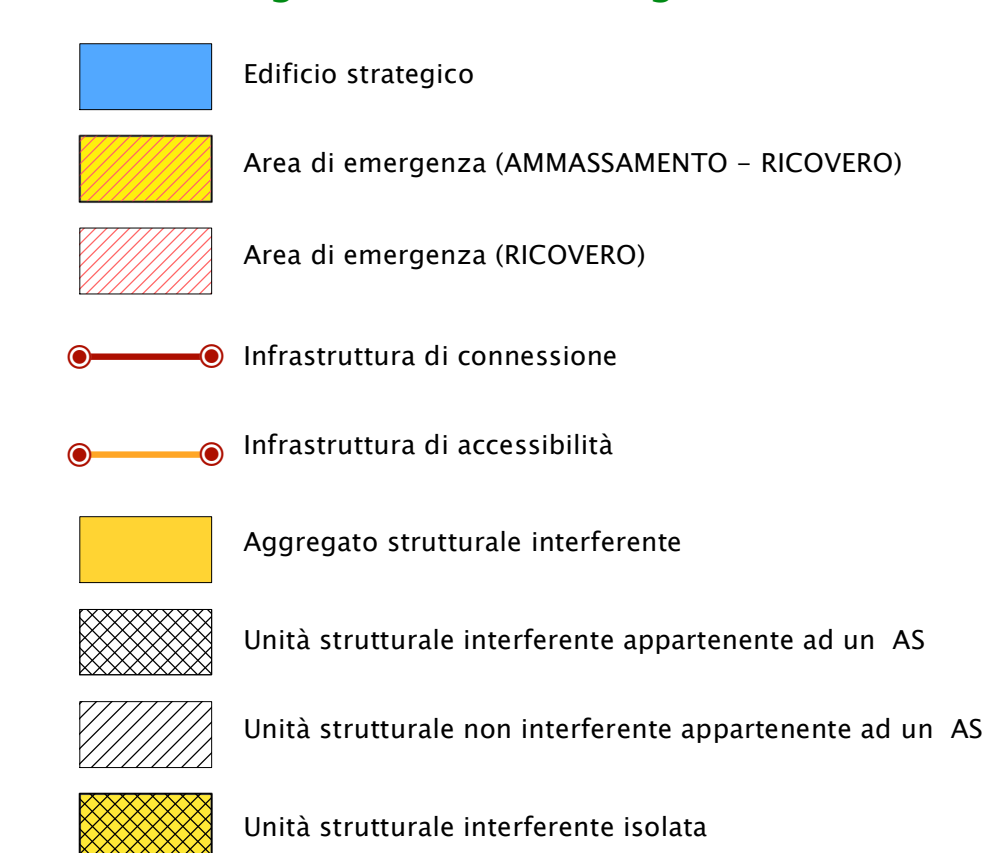 Edificio strategico
Area di emergenza (AMMASSAMENTO - RICOVERO)
Area di emergenza (RICOVERO)
Infrastruttura di connessione
Infrastruttura di accessibilità
Aggregato strutturale interferente
Unità strutturale interferente appartenente ad un  AS
Unità strutturale non interferente appartenente ad un  AS
Unità strutturale interferente isolata